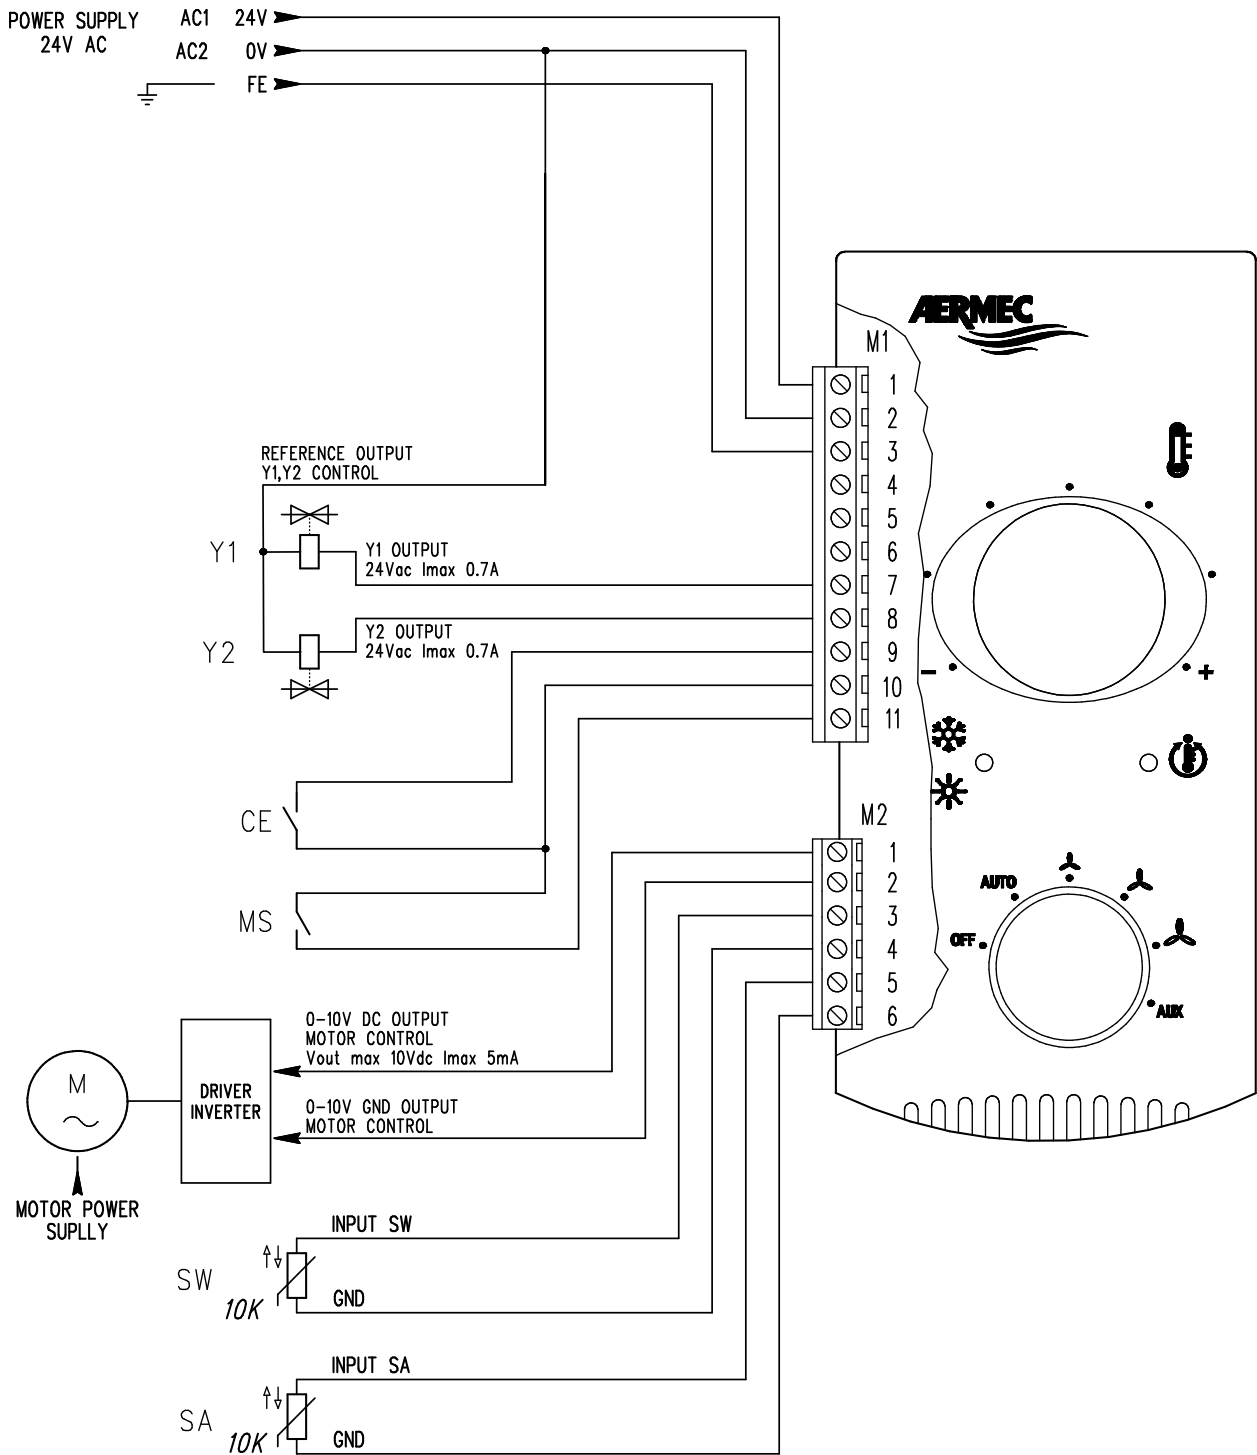 POWER SUPPLY
24V AC
AC1 24V
AC2 0V
FE
AERMEC
M1
1
2
3
4
5
6
7
8
9
10
11
REFERENCE OUTPUT
Y1,Y2 CONTROL
Y1
Y1 OUTPUT
24Vac Imax 0.7A
Y2
Y2 OUTPUT
24Vac Imax 0.7A
- +
CE
MS
M2
1
2
3
4
5
6
OFF
AUTO
AUX
0-10V DC OUTPUT
MOTOR CONTROL
Vout max 10Vdc Imax 5mA
M
DRIVER
INVERTER
0-10V GND OUTPUT
MOTOR CONTROL
MOTOR POWER
SUPLLY
INPUT SW
SW
10K
GND
INPUT SA
SA
10K
GND